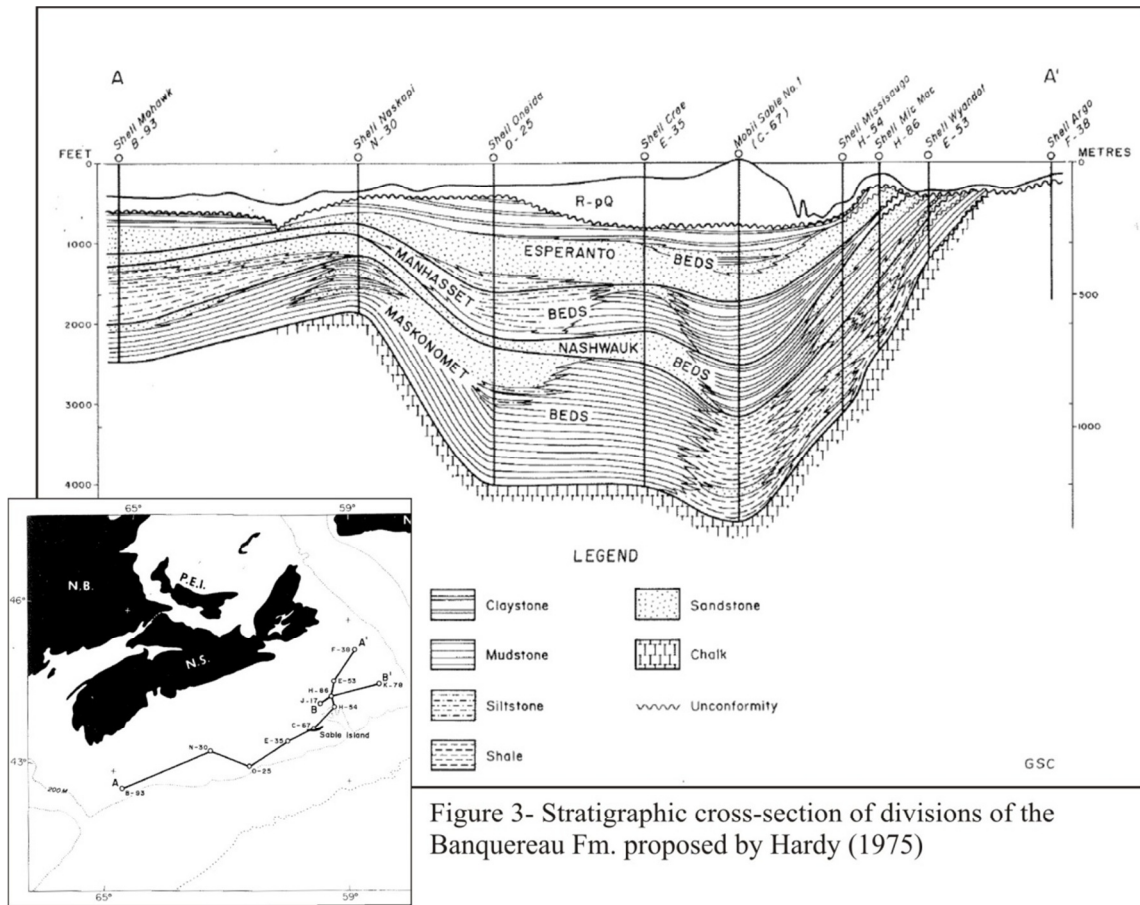 A
A'
Shell Mohawk
B-93
Shell Naskapi
N-30
Shell Oneida
O-25
Shell Cree
E-35
Mobil Sable No.1
(C-67)
Shell Missisauga
H-54
Shell Mic Mac
H-86
Shell Wyandot
E-53
Shell Argo
F-38
FEET
METRES
0
1000
2000
3000
4000
0
500
1000
R-pQ
ESPERANTO BEDS
MANHASSET BEDS
NASHWAUK BEDS
MASKONOMET BEDS
LEGEND
Claystone
Mudstone
Siltstone
Shale
Sandstone
Chalk
Unconformity
GSC
65°
59°
N.B.
P.E.I.
N
46°
N.S.
F-38
A'
E-53
B'
H-86
K-78
J-17
B
H-54
C-67
Sable Island
E-35
N-30
O-25
43°
A
B-93
200M
65°
59°
Figure 3- Stratigraphic cross-section of divisions of the
Banquereau Fm. proposed by Hardy (1975)